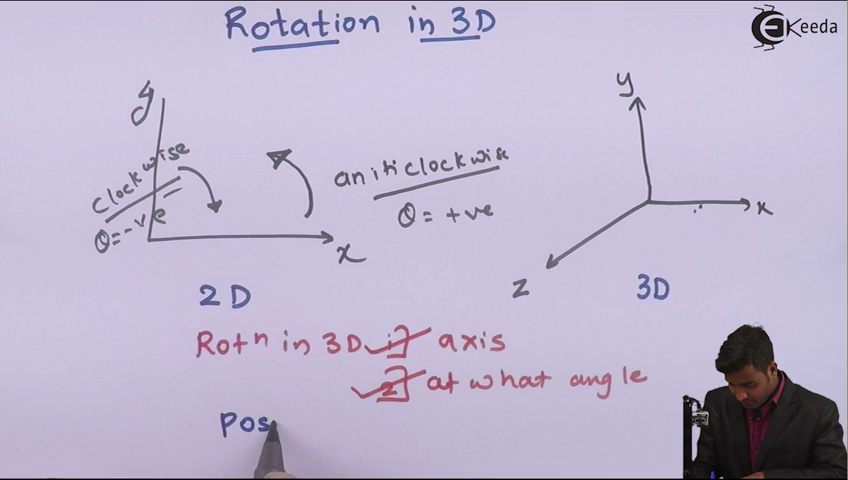 Rotation in 3D
Keeda
y
clockwise
θ=-ve
aniticlockwise
θ= +ve
x
2D
y
x
z
3D
Rotⁿ in 3D 1] axis
2] at what angle
Pos